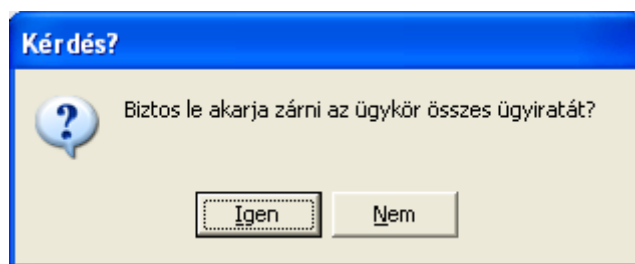 Kérdés?
Biztos le akarja zárni az ügykör összes ügyiratát?
Igen Nem